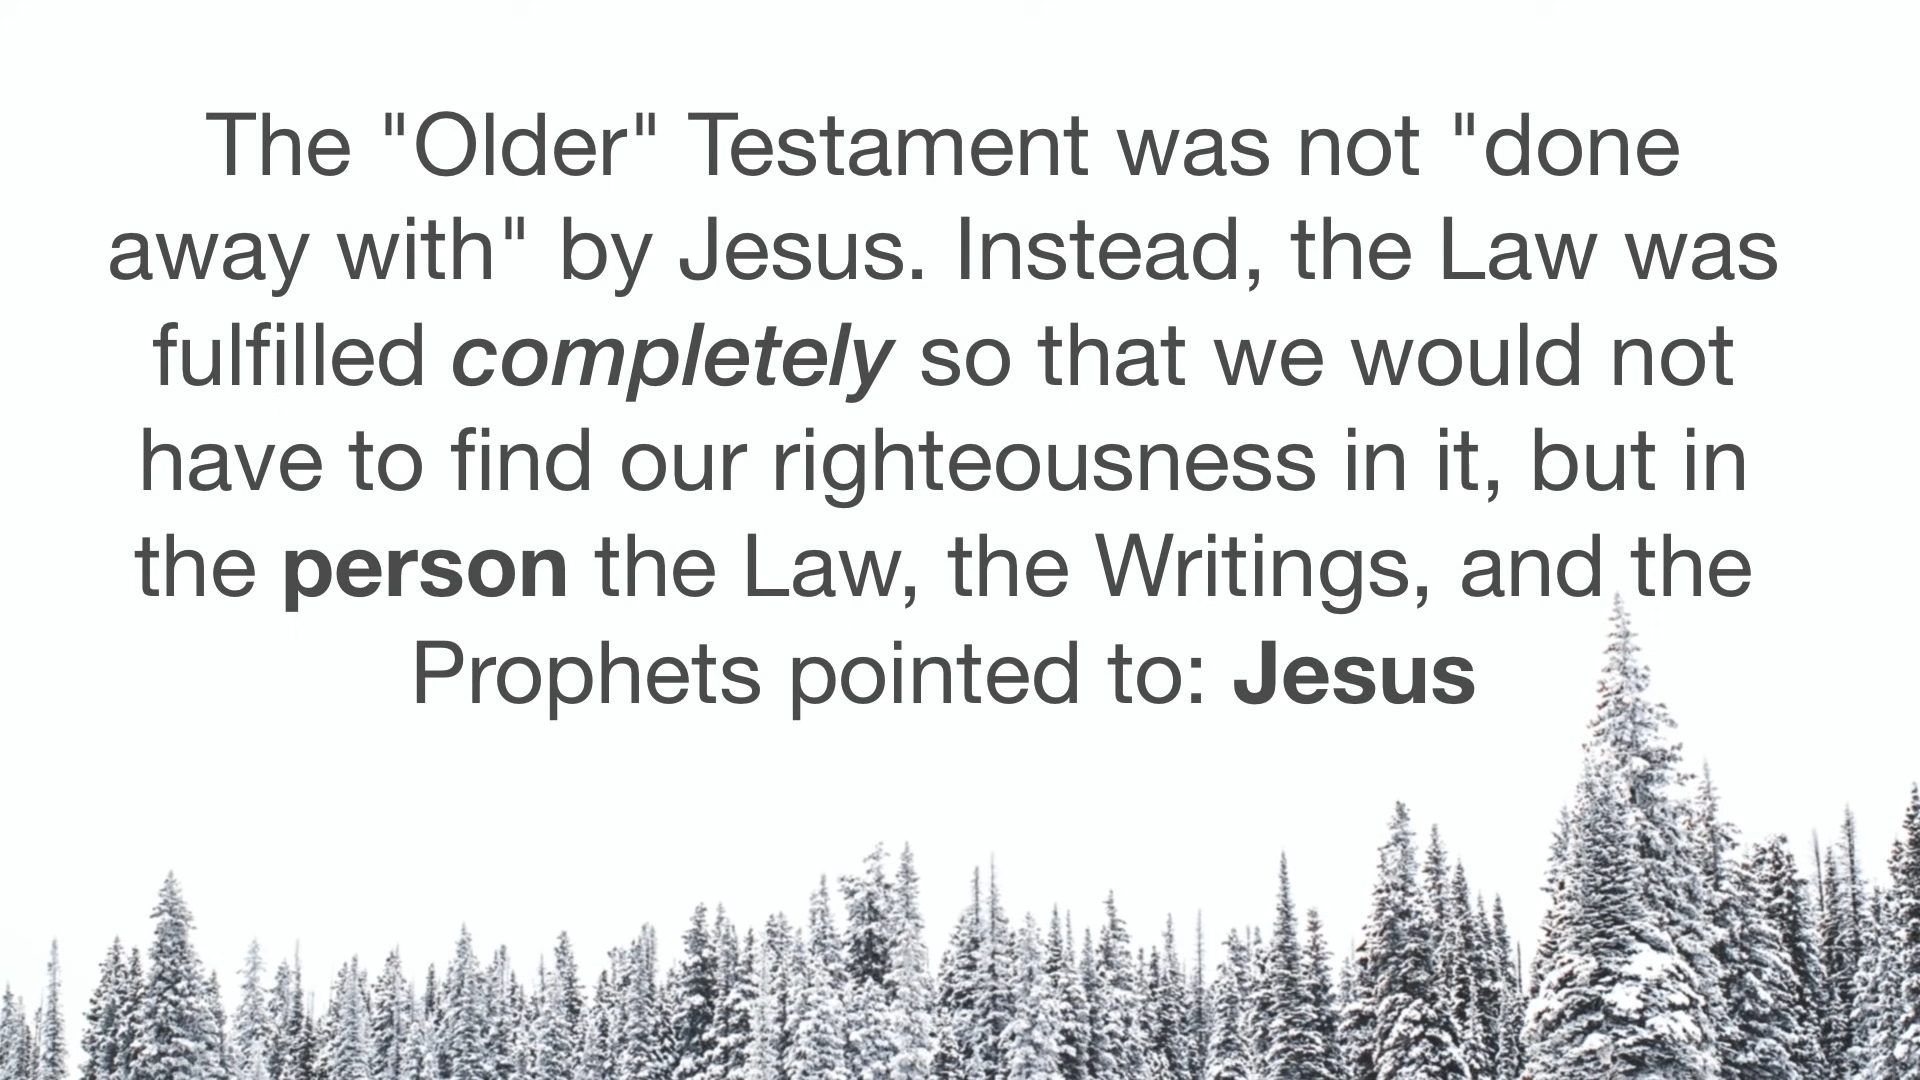 The "Older" Testament was not "done
away with" by Jesus. Instead, the Law was
fulfilled completely so that we would not
have to find our righteousness in it, but in
the person the Law, the Writings, and the
Prophets pointed to: Jesus